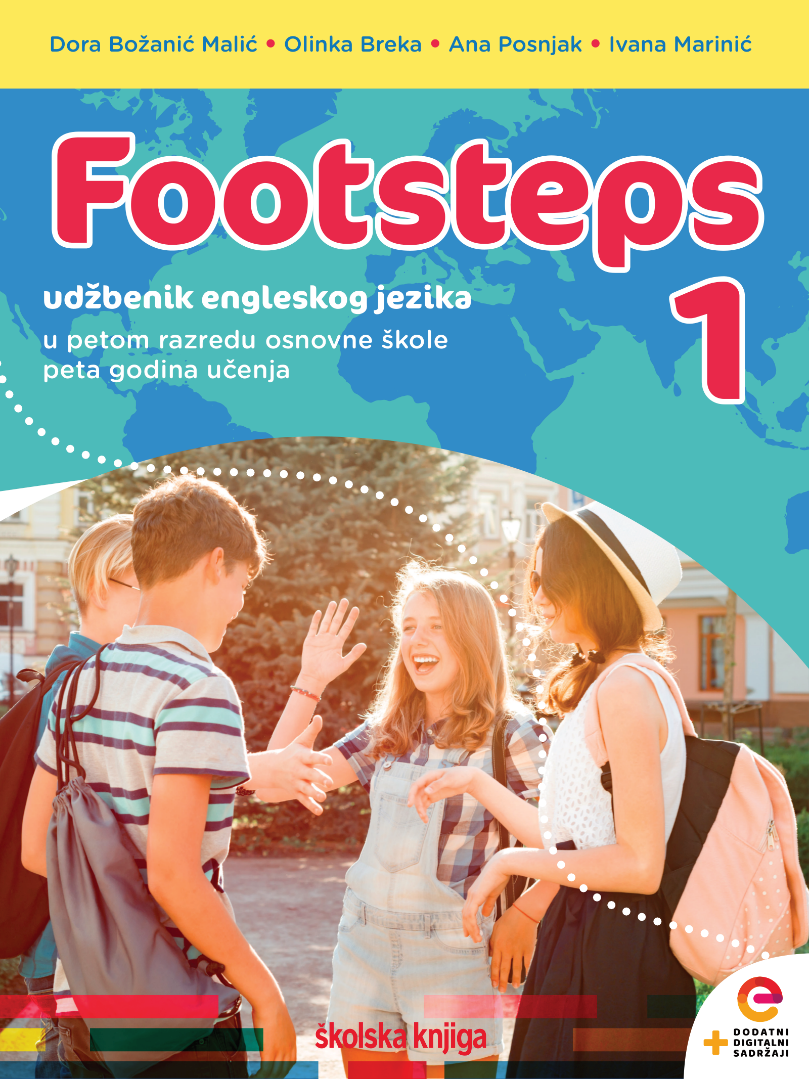 Dora Božanić Malić • Olinka Breka • Ana Posnjak • Ivana Marinić
Footsteps
1
udžbenik engleskog jezika
u petom razredu osnovne škole
peta godina učenja
školska knjiga
e
+ DODATNI
DIGITALNI
SADRŽAJI